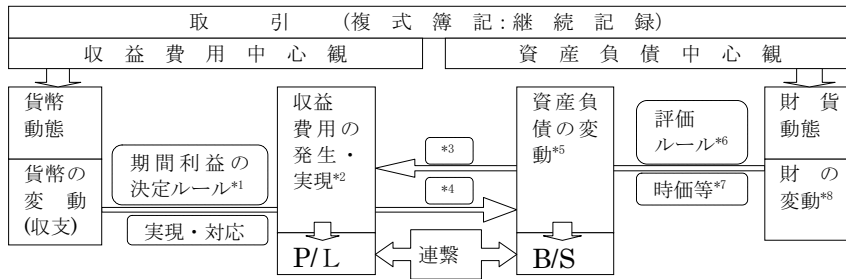 取引（複式簿記：継続記録）
収益費用中心観
資産負債中心観
貨幣
動態
貨幣の
変動
(収支)
期間利益の
決定ルール*1
実現・対応
収益
費用の
発生・
実現*2
P/L
*3
*4
連繋
資産負
債の変
動*5
B/S
評価
ルール*6
時価等*7
財貨
動態
財の
変動*8